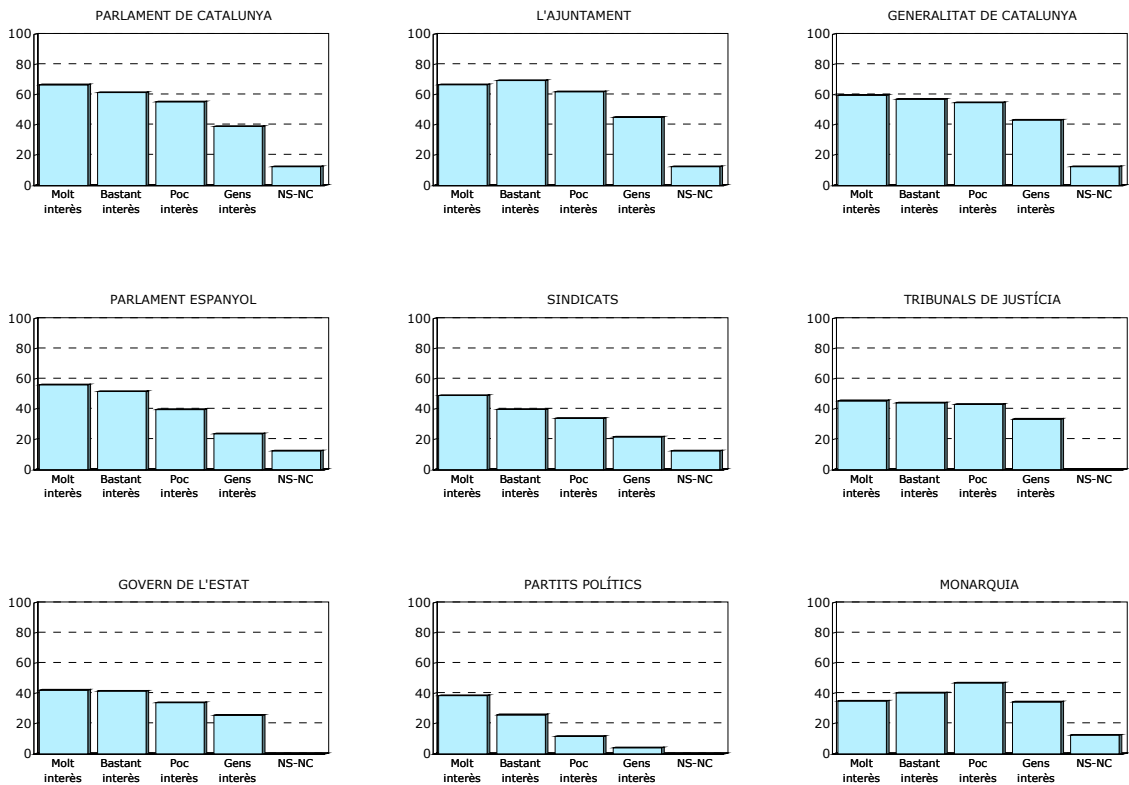 PARLAMENT DE CATALUNYA
100
80
60
40
20
0
Molt Bastant Poc Gens NS-NC
interès interès interès interès
L'AJUNTAMENT
100
80
60
40
20
0
Molt Bastant Poc Gens NS-NC
interès interès interès interès
GENERALITAT DE CATALUNYA
100
80
60
40
20
0
Molt Bastant Poc Gens NS-NC
interès interès interès interès
PARLAMENT ESPANYOL
100
80
60
40
20
0
Molt Bastant Poc Gens NS-NC
interès interès interès interès
SINDICATS
100
80
60
40
20
0
Molt Bastant Poc Gens NS-NC
interès interès interès interès
TRIBUNALS DE JUSTÍCIA
100
80
60
40
20
0
Molt Bastant Poc Gens NS-NC
interès interès interès interès
GOVERN DE L'ESTAT
100
80
60
40
20
0
Molt Bastant Poc Gens NS-NC
interès interès interès interès
PARTITS POLÍTICS
100
80
60
40
20
0
Molt Bastant Poc Gens NS-NC
interès interès interès interès
MONARQUIA
100
80
60
40
20
0
Molt Bastant Poc Gens NS-NC
interès interès interès interès